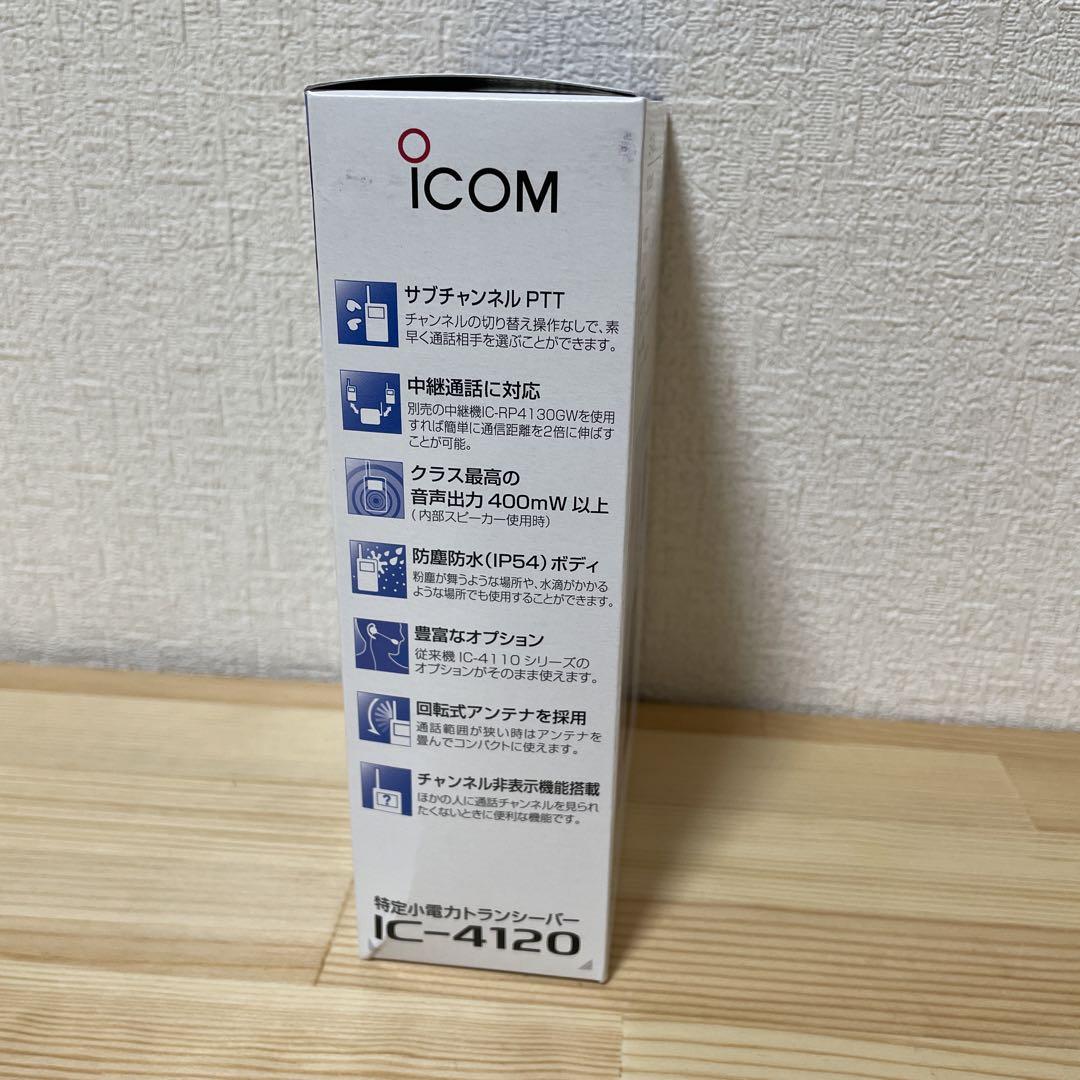 iCOM
サブチャンネル PTT
チャンネルの切り替え操作なしで、素
早く通話相手を選ぶことができます。
中継通話に対応
別売の中継機IC-RP4130GWを使用
すれば簡単に通信距離を2倍に伸ばす
ことが可能。
クラス最高の
音声出力 400mW 以上
(内部スピーカー使用時)
防塵防水(IP54)ボディ
粉塵が舞うような場所や、水滴がかかる
ような場所でも使用することができます。
豊富なオプション
従来機 IC-4110 シリーズの
オプションがそのまま使えます。
回転式アンテナを採用
通話範囲が狭い時はアンテナを
畳んでコンパクトに使えます。
?
チャンネル非表示機能搭載
ほかの人に通話チャンネルを見られ
たくないときに便利な機能です。
特定小電力トランシーバー
IC-4120